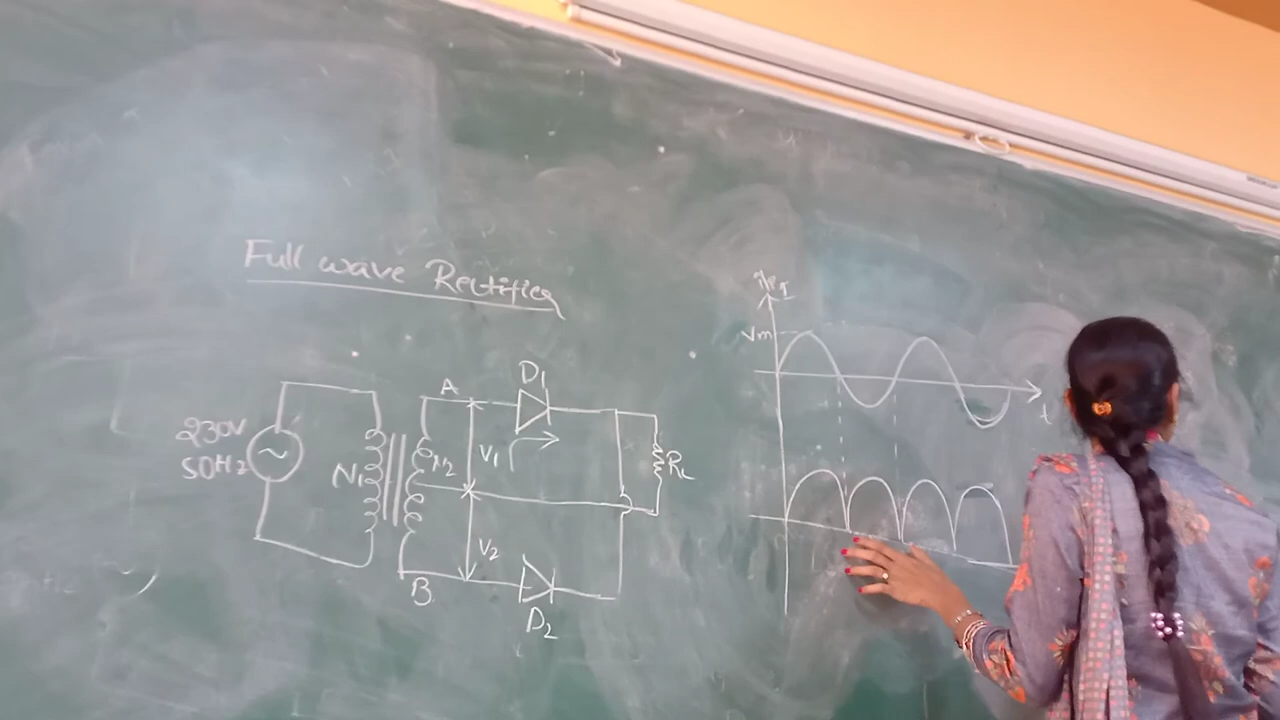 Full wave Rectifier
230V
50Hz
N1
N2
A
B
V1
V2
D1
D2
RL
Vm
t